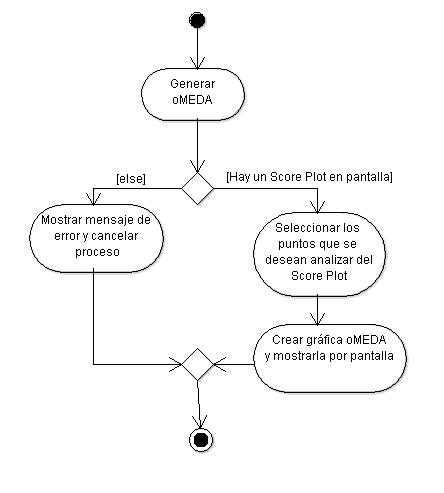 Generar
oMEDA
[else]
[Hay un Score Plot en pantalla]
Mostrar mensaje de
error y cancelar
proceso
Seleccionar los
puntos que se
desean analizar del
Score Plot
Crear gráfica oMEDA
y mostrarla por pantalla